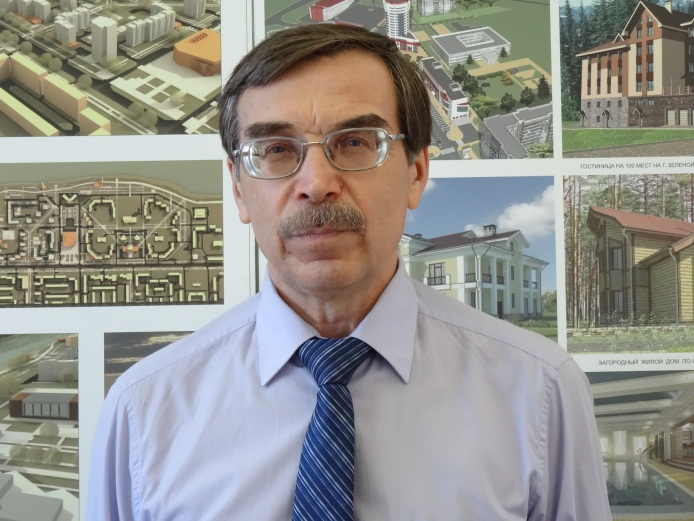 ГОСТИНИЦА НА 100 МЕСТ НА Г. ЗЕЛЕНОЙ
ЗАГОРОДНЫЙ ЖИЛОЙ ДОМ ПО